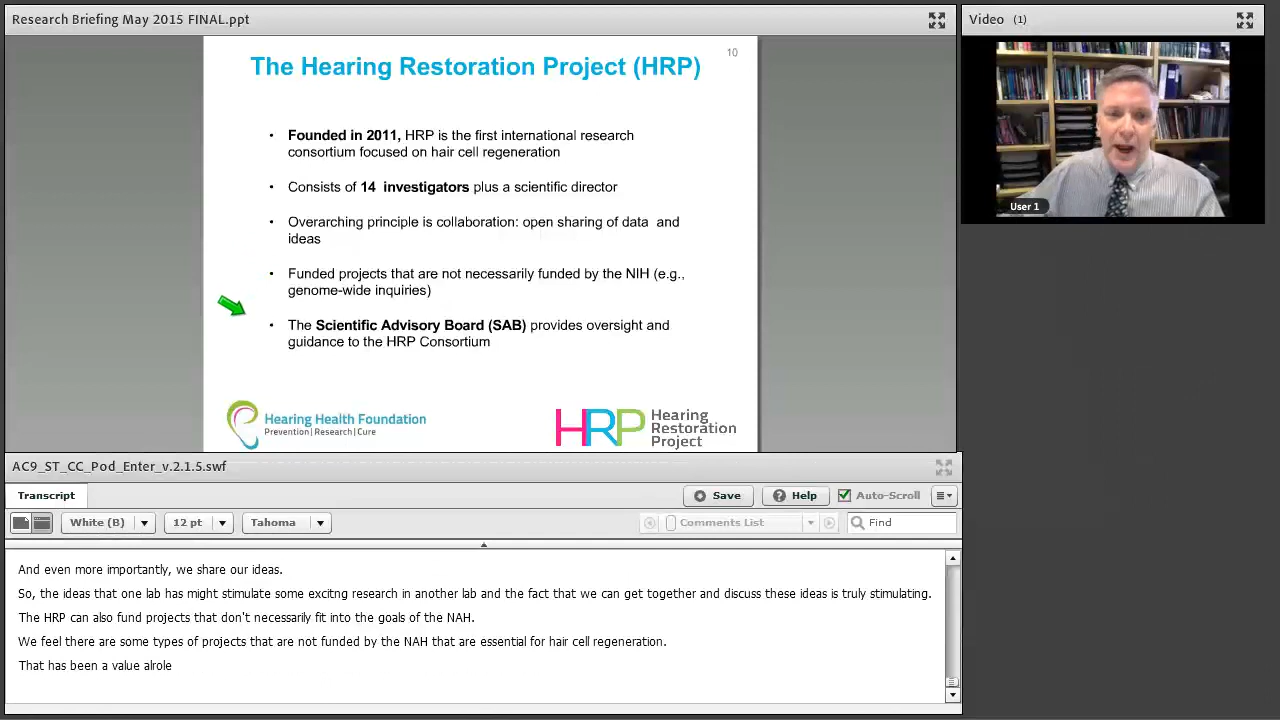 Research Briefing May 2015 FINAL.ppt
Video (1)
10
The Hearing Restoration Project (HRP)
• Founded in 2011, HRP is the first international research
consortium focused on hair cell regeneration
• Consists of 14 investigators plus a scientific director
• Overarching principle is collaboration: open sharing of data and
ideas
• Funded projects that are not necessarily funded by the NIH (e.g.,
genome-wide inquiries)
• The Scientific Advisory Board (SAB) provides oversight and
guidance to the HRP Consortium
Hearing Health Foundation
Prevention|Research|Cure
HRP Hearing
Restoration
Project
User 1
AC9_ST_CC_Pod_Enter_v.2.1.5.swf
Transcript
Save
Help
Auto-Scroll
White (B)
12 pt
Tahoma
Comments List
Find
And even more importantly, we share our ideas.
So, the ideas that one lab has might stimulate some excitng research in another lab and the fact that we can get together and discuss these ideas is truly stimulating.
The HRP can also fund projects that don't necessarily fit into the goals of the NAH.
We feel there are some types of projects that are not funded by the NAH that are essential for hair cell regeneration.
That has been a value alrole